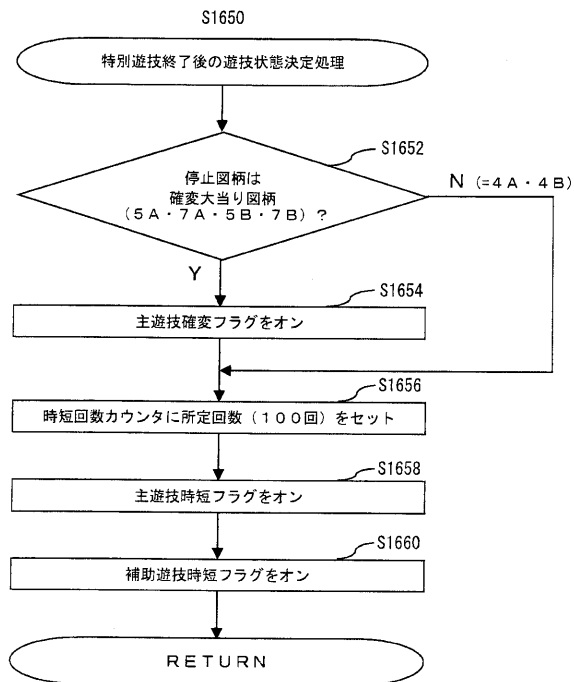 S1650
特別遊技終了後の遊技状態決定処理
S1652
停止図柄は
確変大当り図柄
(5A・7A・5B・7B)?
N (=4A・4B)
Y
S1654
主遊技確変フラグをオン
S1656
時短回数カウンタに所定回数(100回)をセット
S1658
主遊技時短フラグをオン
S1660
補助遊技時短フラグをオン
RETURN